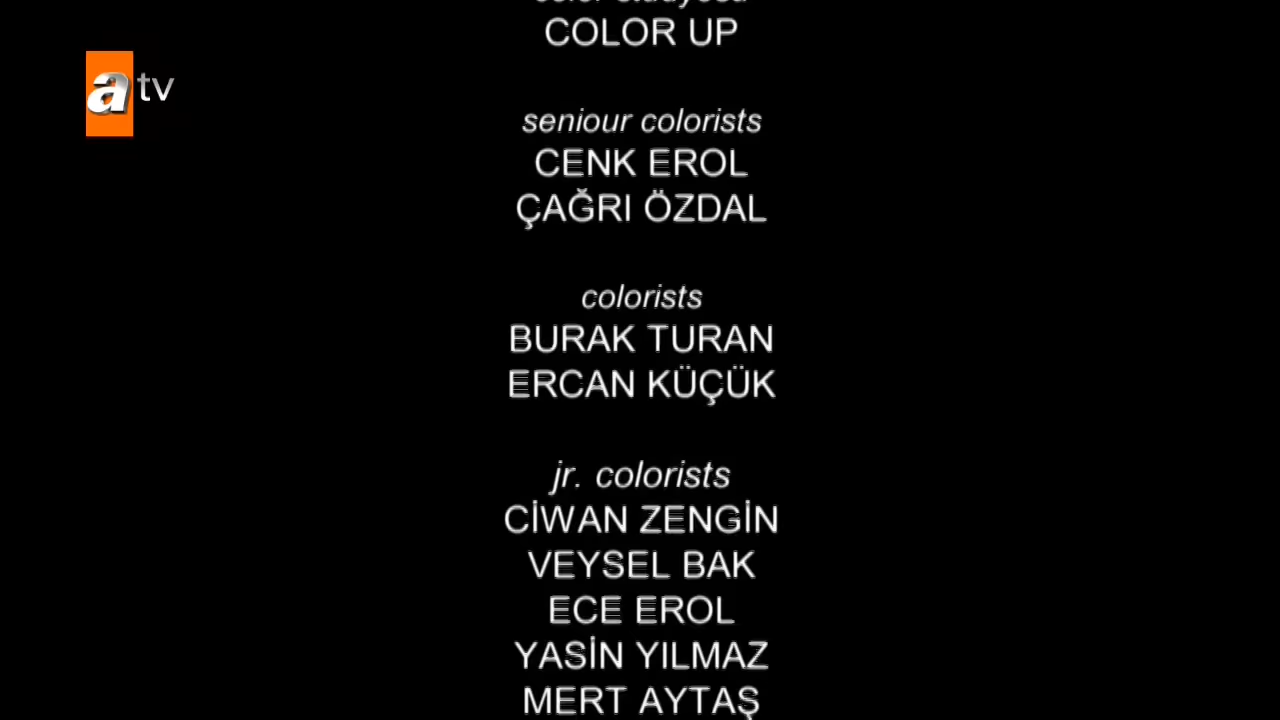 COLOR UP
atv
seniour colorists
CENK EROL
ÇAĞRI ÖZDAL
colorists
BURAK TURAN
ERCAN KÜÇÜK
jr. colorists
CİWAN ZENGİN
VEYSEL BAK
ECE EROL
YASİN YILMAZ
MERT AYTAŞ